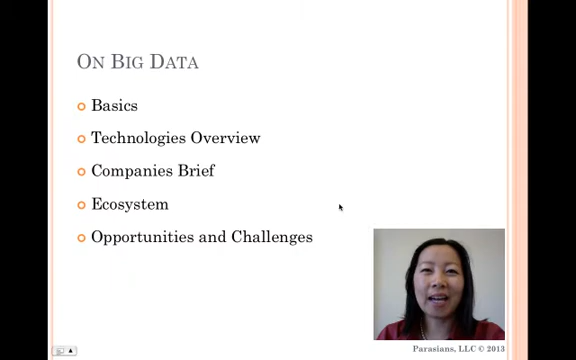 On Big Data
Basics
Technologies Overview
Companies Brief
Ecosystem
Opportunities and Challenges
Parasians, LLC © 2013